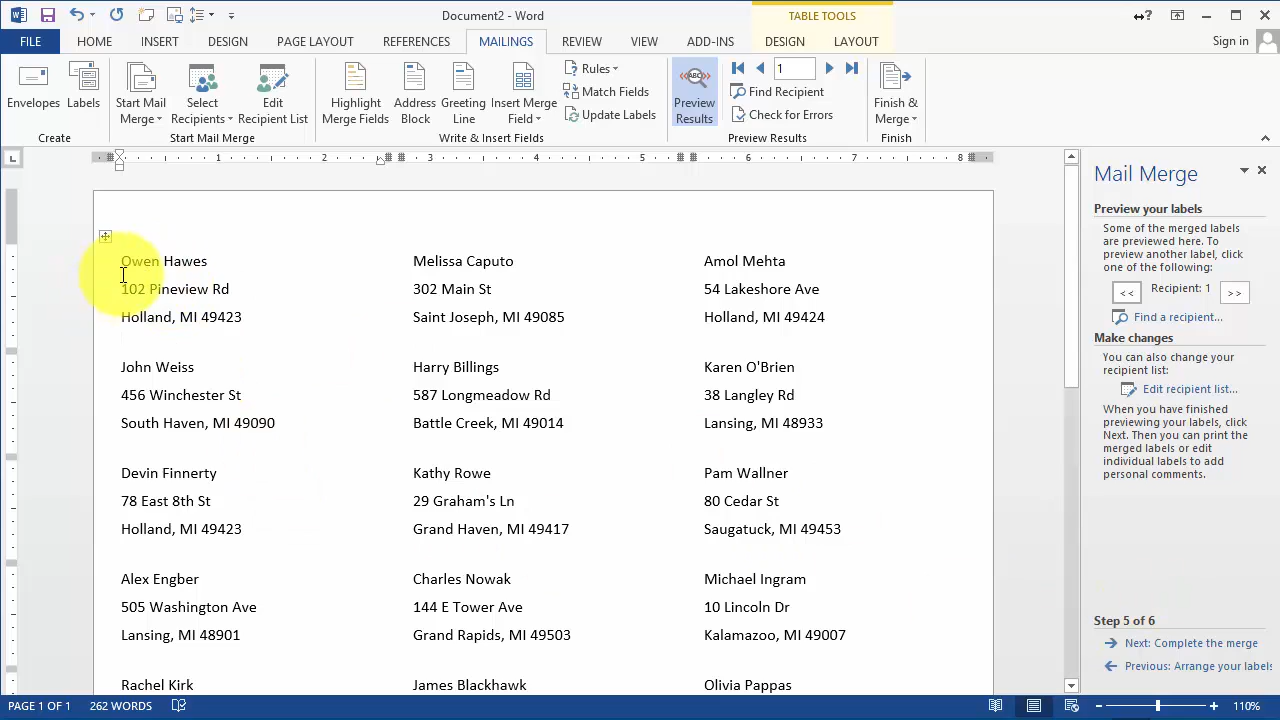 Document2 - Word
TABLE TOOLS
FILE
HOME
INSERT
DESIGN
PAGE LAYOUT
REFERENCES
MAILINGS
REVIEW
VIEW
ADD-INS
DESIGN
LAYOUT
Sign in
Envelopes
Labels
Create
Start Mail
Merge
Select
Recipients
Edit
Recipient List
Start Mail Merge
Highlight
Merge Fields
Address
Block
Greeting
Line
Insert Merge
Field
Rules
Match Fields
Update Labels
Write & Insert Fields
ABC
Preview
Results
1
Find Recipient
Check for Errors
Preview Results
Finish &
Merge
Finish
1 2 3 4 5 6 7 8
Owen Hawes
102 Pineview Rd
Holland, MI 49423
Melissa Caputo
302 Main St
Saint Joseph, MI 49085
Amol Mehta
54 Lakeshore Ave
Holland, MI 49424
John Weiss
456 Winchester St
South Haven, MI 49090
Harry Billings
587 Longmeadow Rd
Battle Creek, MI 49014
Karen O'Brien
38 Langley Rd
Lansing, MI 48933
Devin Finnerty
78 East 8th St
Holland, MI 49423
Kathy Rowe
29 Graham's Ln
Grand Haven, MI 49417
Pam Wallner
80 Cedar St
Saugatuck, MI 49453
Alex Engber
505 Washington Ave
Lansing, MI 48901
Charles Nowak
144 E Tower Ave
Grand Rapids, MI 49503
Michael Ingram
10 Lincoln Dr
Kalamazoo, MI 49007
Rachel Kirk
James Blackhawk
Olivia Pappas
Mail Merge
Preview your labels
Some of the merged labels
are previewed here. To
preview another label, click
one of the following:
<< Recipient: 1 >>
Find a recipient...
Make changes
You can also change your
recipient list:
Edit recipient list...
When you have finished
previewing your labels, click
Next. Then you can print the
merged labels or edit
individual labels to add
personal comments.
Step 5 of 6
Next: Complete the merge
Previous: Arrange your labels
PAGE 1 OF 1
262 WORDS
110%